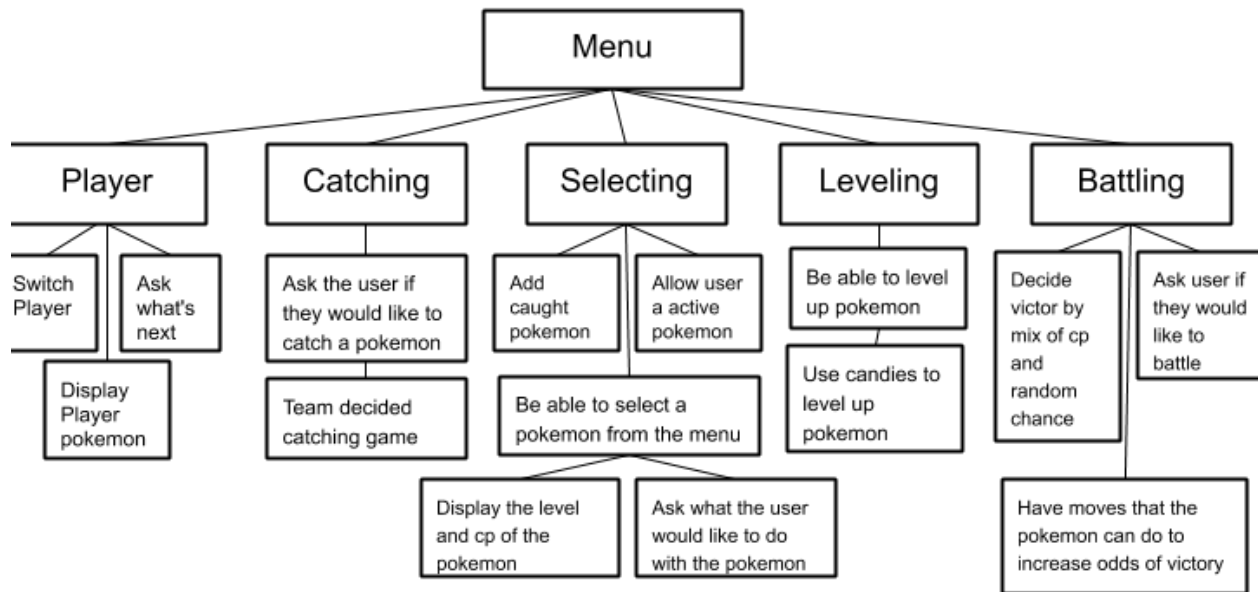 Menu
Player
Catching
Selecting
Leveling
Battling
Switch
Player
Ask
what's
next
Display
Player
pokemon
Ask the user if
they would like to
catch a pokemon
Team decided
catching game
Add
caught
pokemon
Allow user
a active
pokemon
Be able to select a
pokemon from the menu
Display the level
and cp of the
pokemon
Ask what the user
would like to do
with the pokemon
Be able to level
up pokemon
Use candies to
level up
pokemon
Decide
victor by
mix of cp
and
random
chance
Ask user if
they would
like to
battle
Have moves that the
pokemon can do to
increase odds of victory